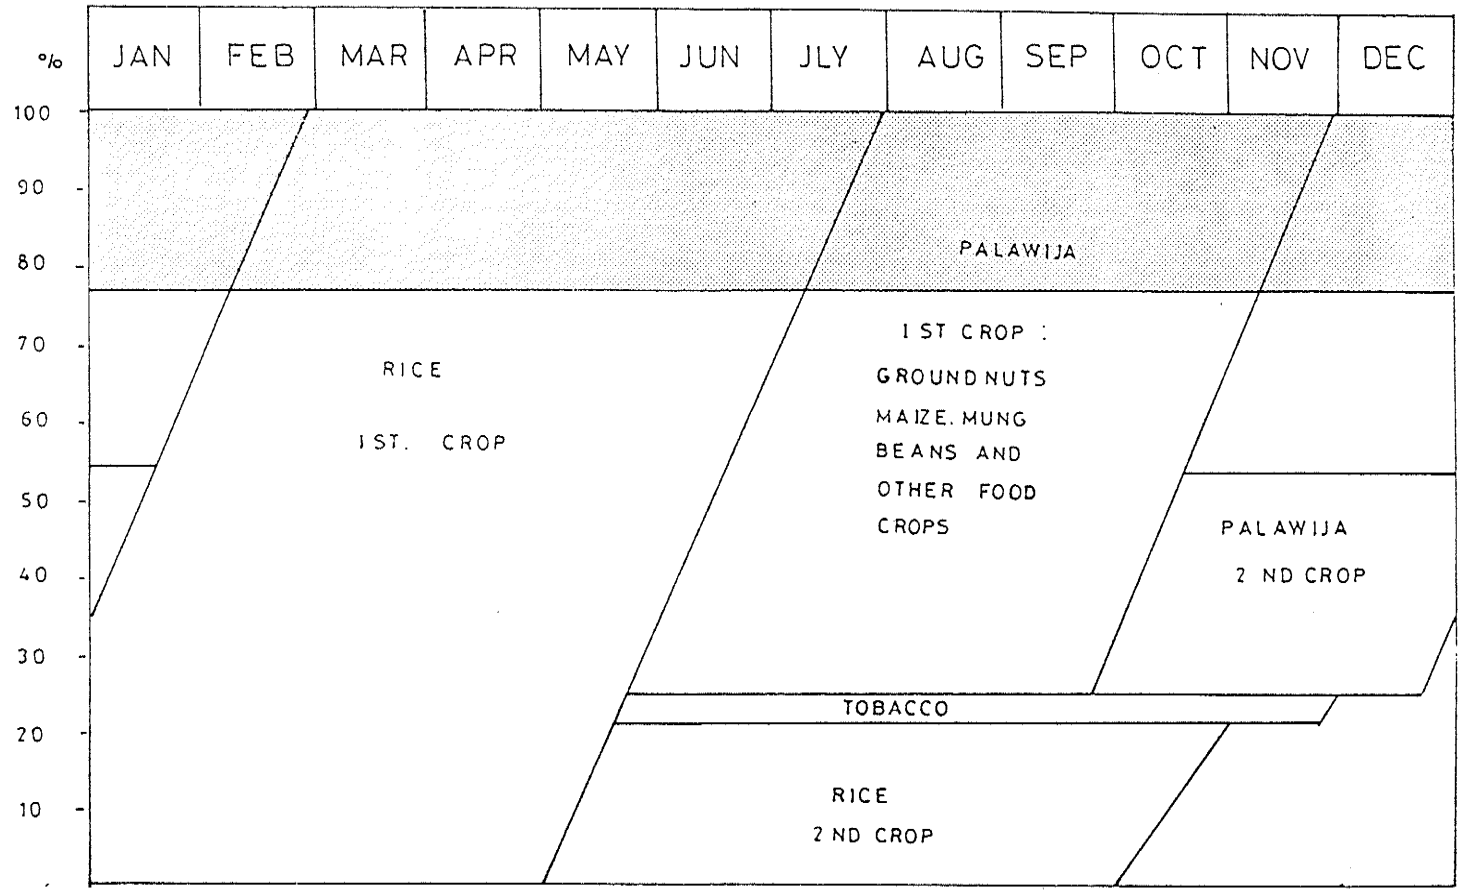 % JAN FEB MAR APR MAY JUN JLY AUG SEP OCT NOV DEC
100
90
80
PALAWIJA
70
1 ST CROP :
RICE
GROUNDNUTS
60
MAIZE. MUNG
1 ST. CROP
BEANS AND
50
OTHER FOOD
CROPS
PALAWIJA
40
2 ND CROP
30
TOBACCO
20
10
RICE
2 ND CROP